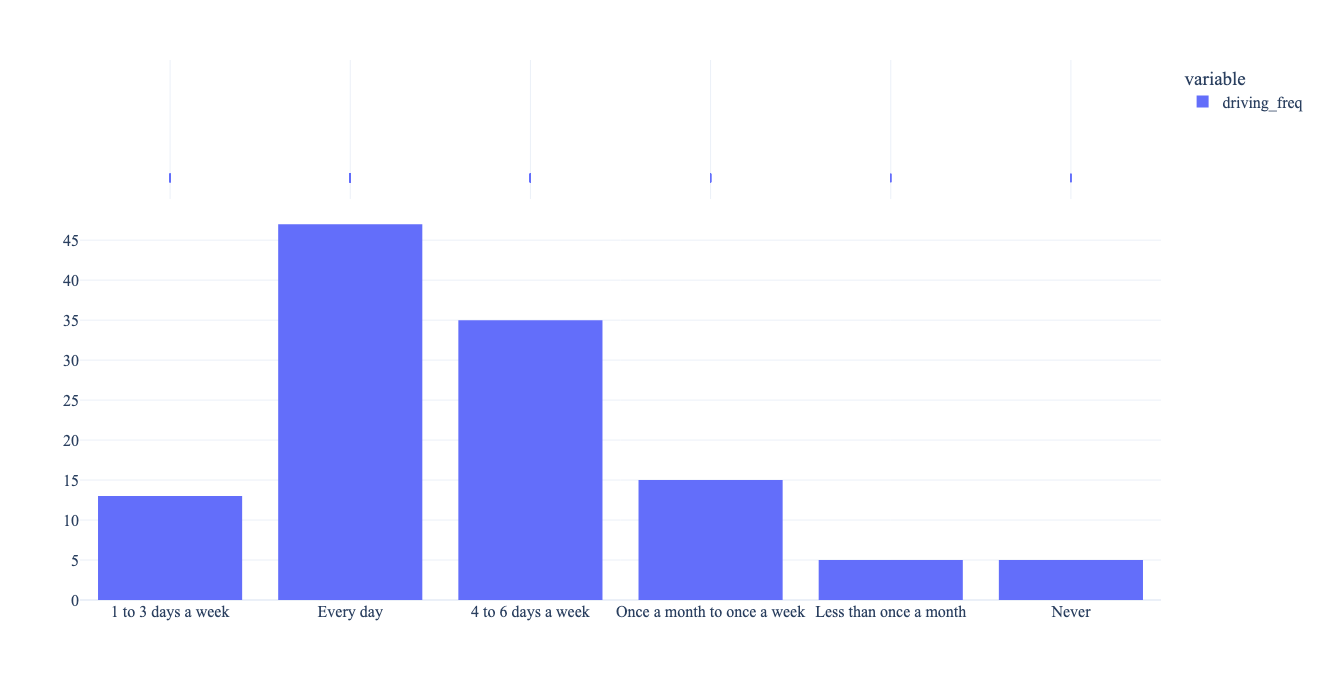 variable
driving_freq
45
40
35
30
25
20
15
10
5
0
1 to 3 days a week
Every day
4 to 6 days a week
Once a month to once a week
Less than once a month
Never